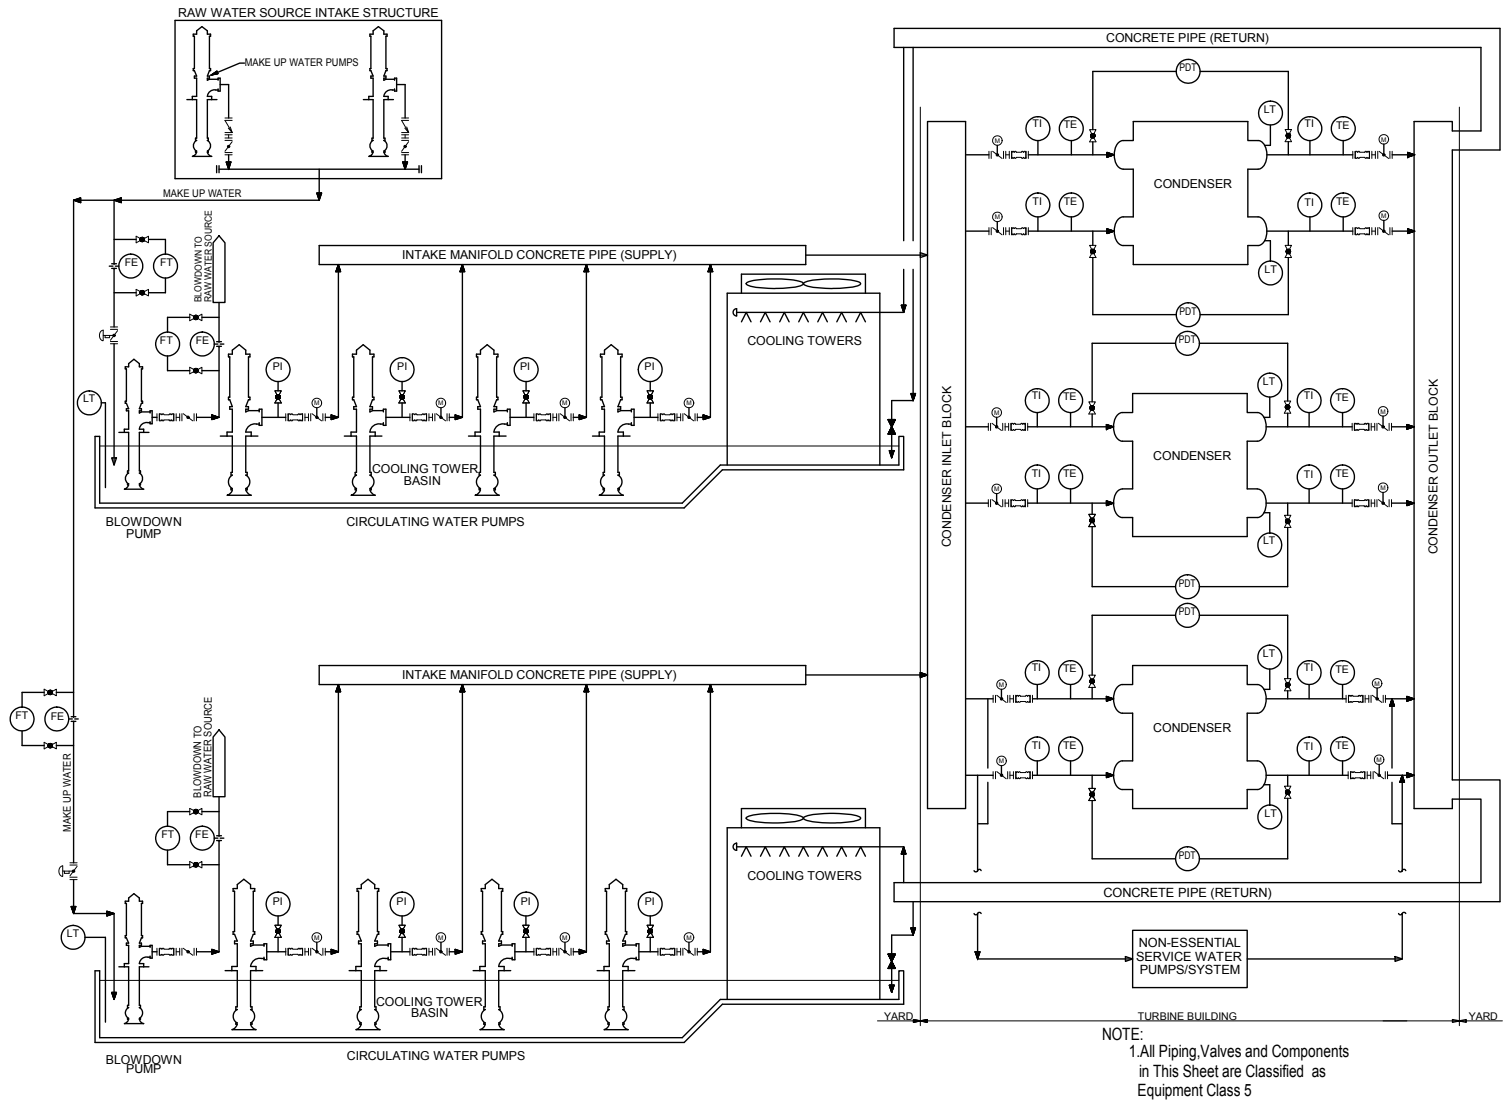 RAW WATER SOURCE INTAKE STRUCTURE
MAKE UP WATER PUMPS
MAKE UP WATER
CONCRETE PIPE (RETURN)
PDT
LT
TI
TE
M
TI
TE
M
CONDENSER
M
TI
TE
TI
TE
M
LT
PDT
BLOWDOWN TO
RAW WATER SOURCE
FE
FT
INTAKE MANIFOLD CONCRETE PIPE (SUPPLY)
COOLING TOWERS
FT
FE
PI
PI
PI
PI
M
M
M
M
LT
COOLING TOWER
BASIN
BLOWDOWN
PUMP
CIRCULATING WATER PUMPS
CONDENSER INLET BLOCK
CONDENSER OUTLET BLOCK
PDT
LT
M
TI
TE
TI
TE
M
CONDENSER
M
TI
TE
TI
TE
M
LT
PDT
PDT
LT
M
TI
TE
TI
TE
M
CONDENSER
M
TI
TE
TI
TE
M
LT
PDT
INTAKE MANIFOLD CONCRETE PIPE (SUPPLY)
FT
FE
MAKE UP WATER
BLOWDOWN TO
RAW WATER SOURCE
FT
FE
COOLING TOWERS
PI
PI
PI
PI
M
M
M
M
LT
COOLING TOWER
BASIN
BLOWDOWN
PUMP
CIRCULATING WATER PUMPS
CONCRETE PIPE (RETURN)
NON-ESSENTIAL
SERVICE WATER
PUMPS/SYSTEM
YARD
TURBINE BUILDING
YARD
NOTE:
1.All Piping,Valves and Components
in This Sheet are Classified as
Equipment Class 5